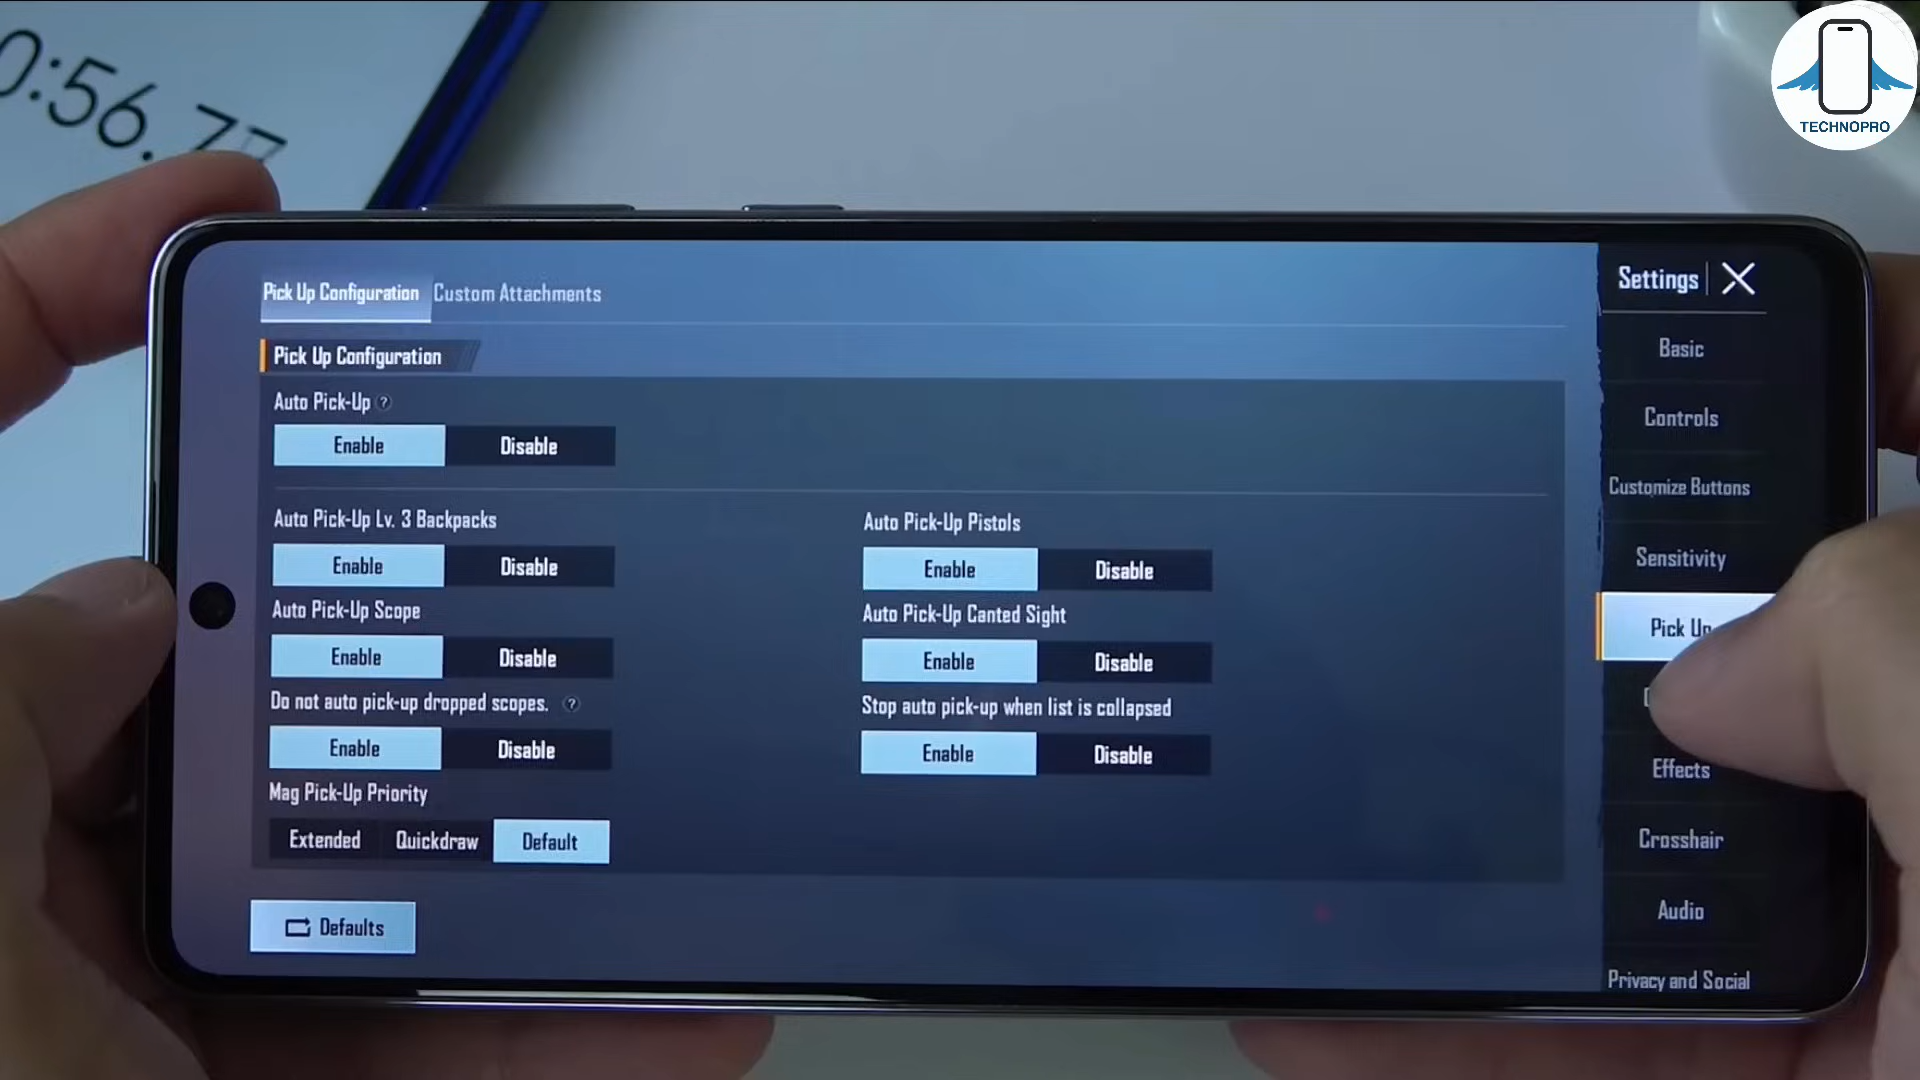 0:56.77
TECHNOPRO
Pick Up Configuration Custom Attachments
Settings
Pick Up Configuration
Auto Pick-Up ?
Enable Disable
Auto Pick-Up Lv. 3 Backpacks
Enable Disable
Auto Pick-Up Pistols
Enable Disable
Auto Pick-Up Scope
Enable Disable
Auto Pick-Up Canted Sight
Enable Disable
Do not auto pick-up dropped scopes. ?
Enable Disable
Stop auto pick-up when list is collapsed
Enable Disable
Mag Pick-Up Priority
Extended Quickdraw Default
Defaults
Basic
Controls
Customize Buttons
Sensitivity
Pick Up
Effects
Crosshair
Audio
Privacy and Social